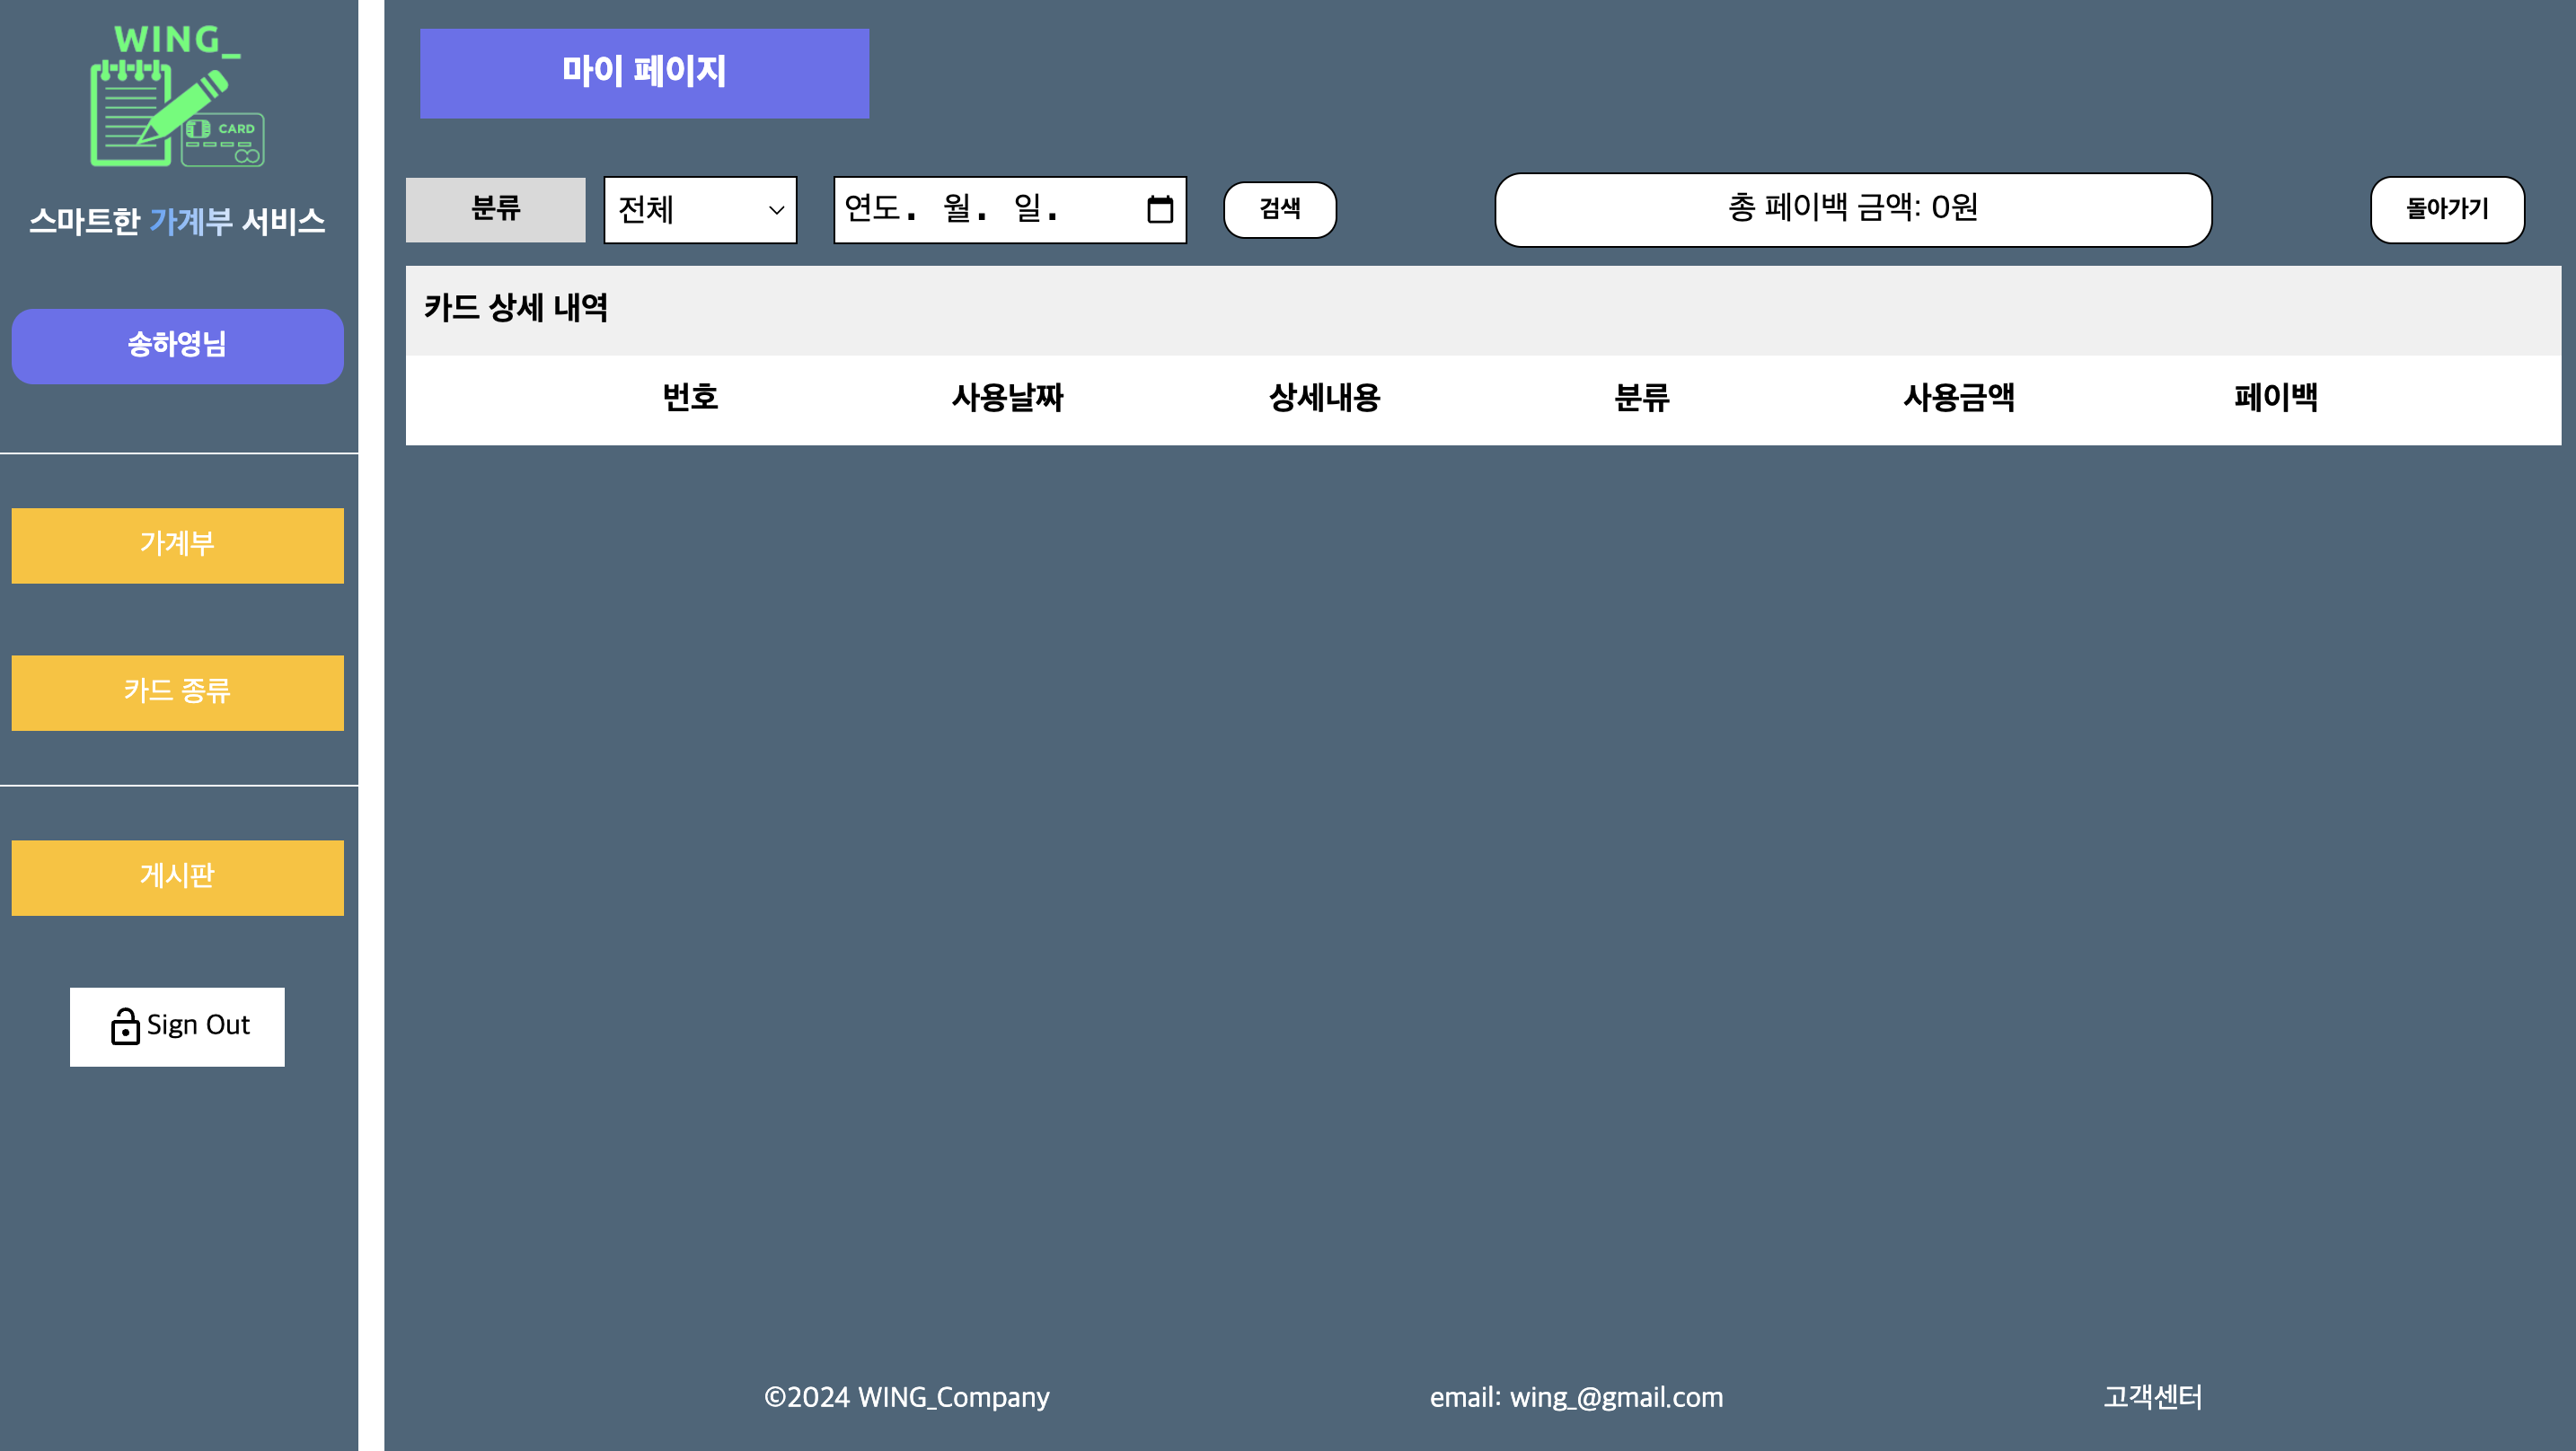 WING_
CARD
스마트한 가계부 서비스
송하영님
가계부
카드 종류
게시판
Sign Out
마이 페이지
분류 전체 연도. 월. 일. 검색 총 페이백 금액: 0원 돌아가기
카드 상세 내역
번호 사용날짜 상세내용 분류 사용금액 페이백
©2024 WING_Company email: wing_@gmail.com 고객센터